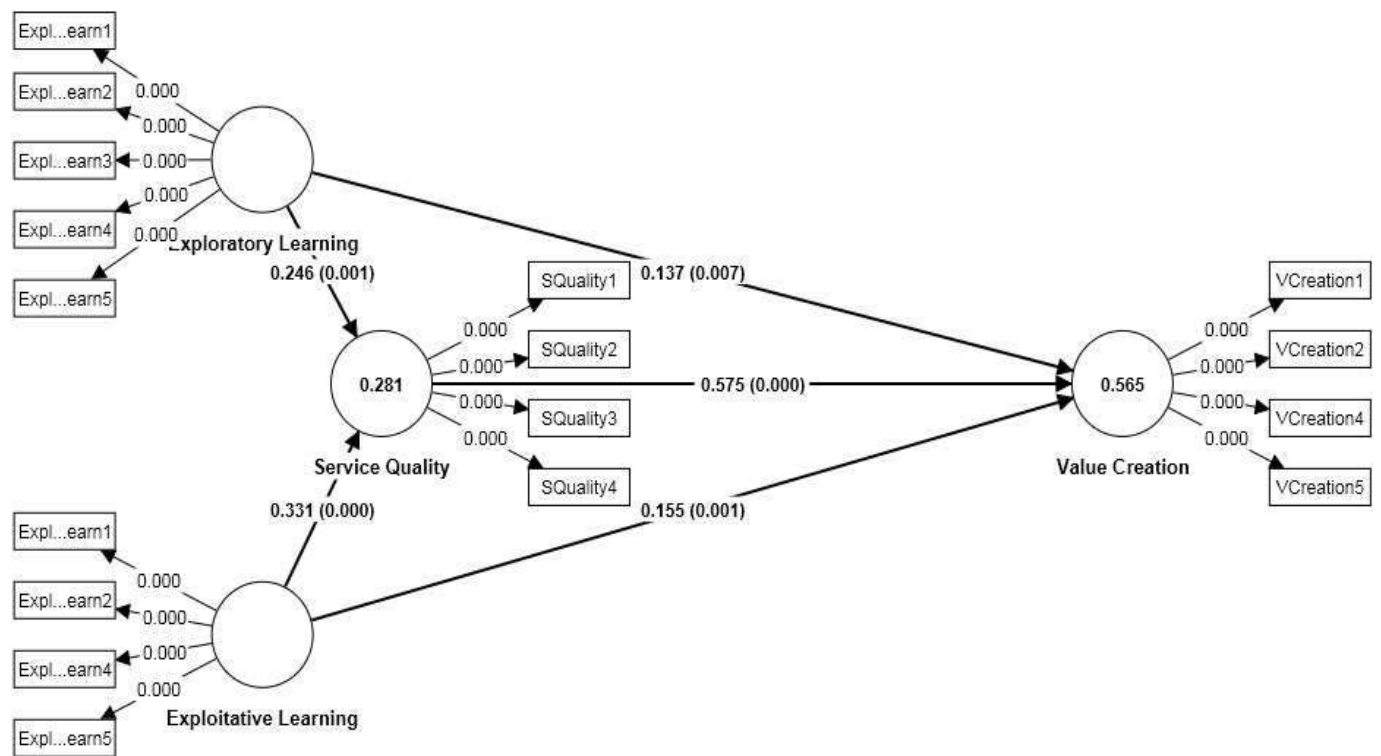 Expl...earn1
Expl...earn2
Expl...earn3
Expl...earn4
Expl...earn5
0.000
0.000
0.000
0.000
0.000
Exploratory Learning
0.246 (0.001)
0.137 (0.007)
SQuality1
SQuality2
SQuality3
SQuality4
0.000
0.000
0.000
0.000
0.281
Service Quality
0.575 (0.000)
VCreation1
VCreation2
VCreation4
VCreation5
0.000
0.000
0.000
0.000
0.565
Value Creation
0.331 (0.000)
0.155 (0.001)
Expl...earn1
Expl...earn2
Expl...earn4
Expl...earn5
0.000
0.000
0.000
0.000
Exploitative Learning